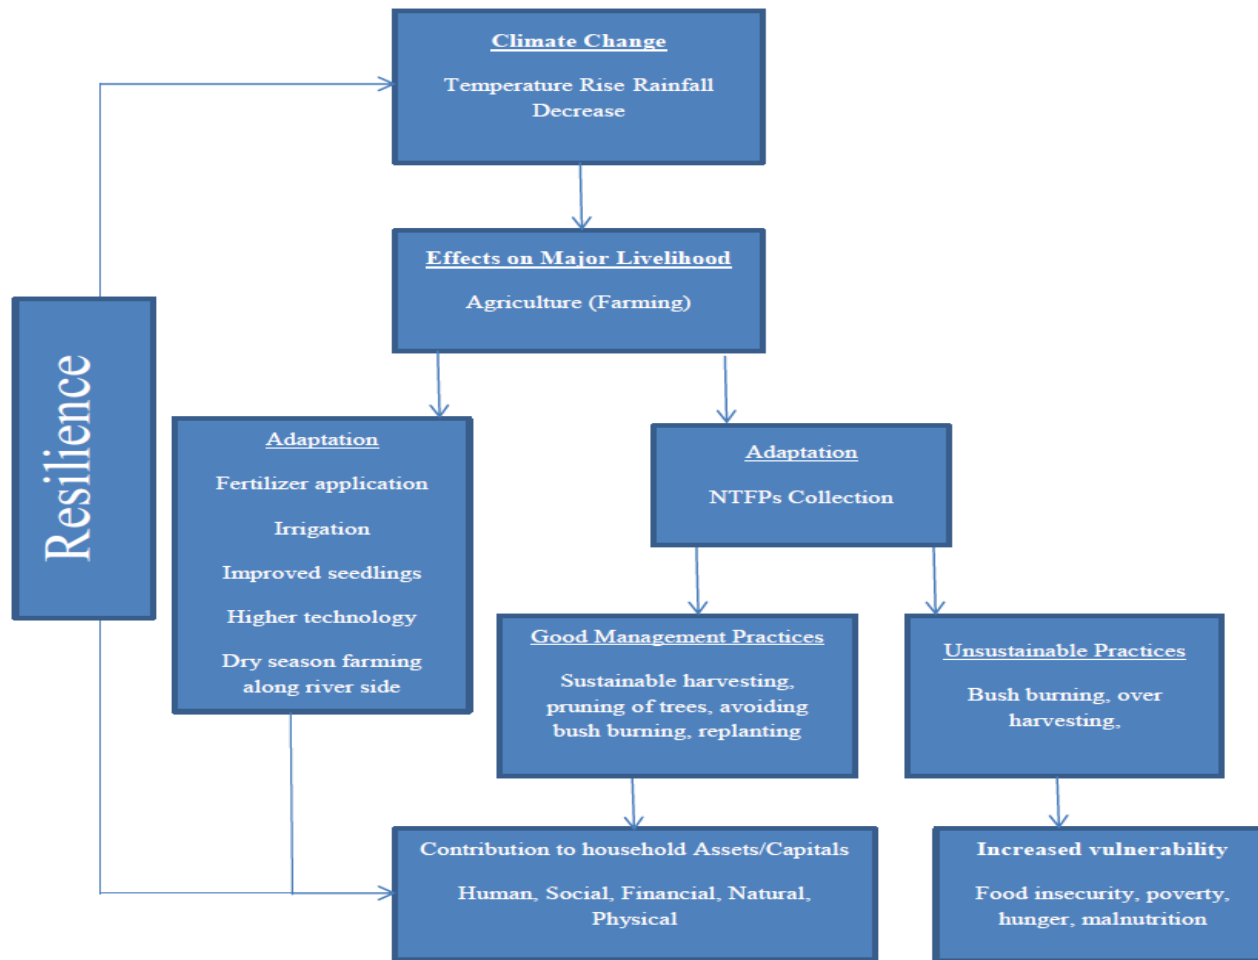 Climate Change
Temperature Rise Rainfall
Decrease
Effects on Major Livelihood
Agriculture (Farming)
Resilience
Adaptation
Fertilizer application
Irrigation
Improved seedlings
Higher technology
Dry season farming
along river side
Adaptation
NTFPs Collection
Good Management Practices
Sustainable harvesting,
pruning of trees, avoiding
bush burning, replanting
Unsustainable Practices
Bush burning, over
harvesting,
Contribution to household Assets/Capitals
Human, Social, Financial, Natural,
Physical
Increased vulnerability
Food insecurity, poverty,
hunger, malnutrition